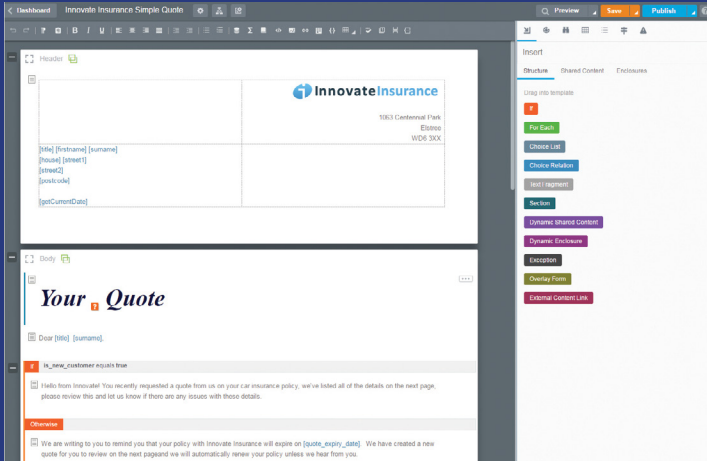 Dashboard Innovate Insurance Simple Quote Preview Save Publish
Header
InnovateInsurance
1063 Centennial Park
Elstree
WD6 3XX
[title] [firstname] [surname]
[house] [street1]
[street2]
[postcode]
[getCurrentDate]
Body
Your ? Quote
Dear [title] [surname].
if is_new_customer equals true
Hello from Innovate! You recently requested a quote from us on your car insurance policy, we've listed all of the details on the next page,
please review this and let us know if there are any issues with those details.
Otherwise
We are writing to you to remind you that your policy with Innovate Insurance will expire on [quote_expiry_date]. We have created a new
quote for you to review on the next pageand we will automatically renew your policy unless we hear from you
Insert
Structure Shared Content Enclosures
Drag into template
If
For Each
Choice List
Choice Relation
Text Fragment
Section
Dynamic Shared Content
Dynamic Enclosure
Exception
Overlay Form
External Content Link